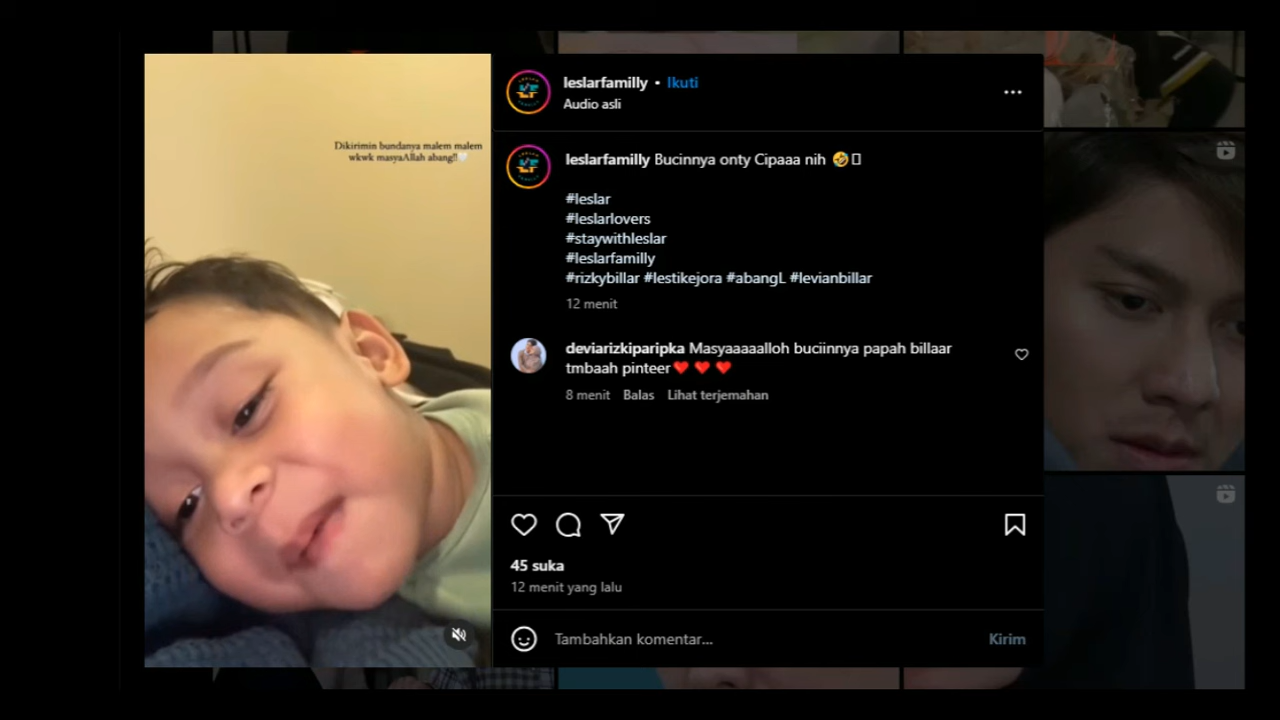 Dikirimin bundanya malem malem
wkwk masyaAllah abang!!
leslarfamilly • Ikuti
Audio asli
leslarfamilly Bucinnya onty Cipaaa nih 🤣
#leslar
#leslarlovers
#staywithleslar
#leslarfamilly
#rizkybillar #lestikejora #abangL #levianbillar
12 menit
deviarizkiparipka Masyaaaaalloh buciinnya papah billaar
tmbaah pinteer❤️❤️❤️
8 menit Balas Lihat terjemahan
45 suka
12 menit yang lalu
Tambahkan komentar... Kirim